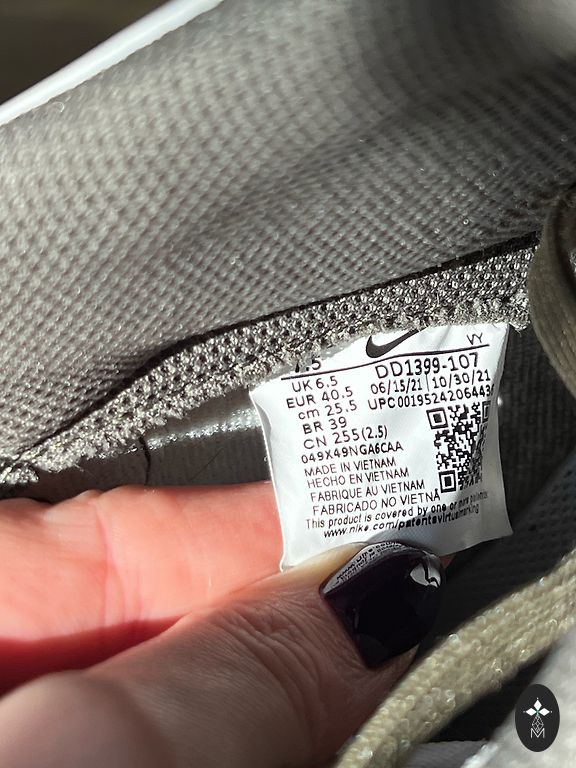 VY
UK 6.5 DD1399-107
EUR 40.5 06/15/21 10/30/21
cm 25.5
BR 39
CN 255(2.5)
049X49NGA6CAA
MADE IN VIETNAM
HECHO EN VIETNAM
FABRIQUE AU VIETNAM
FABRICADO NO VIETNA
This product is covered by one or more patents
www.nike.com/patentsvirtualmarking
M